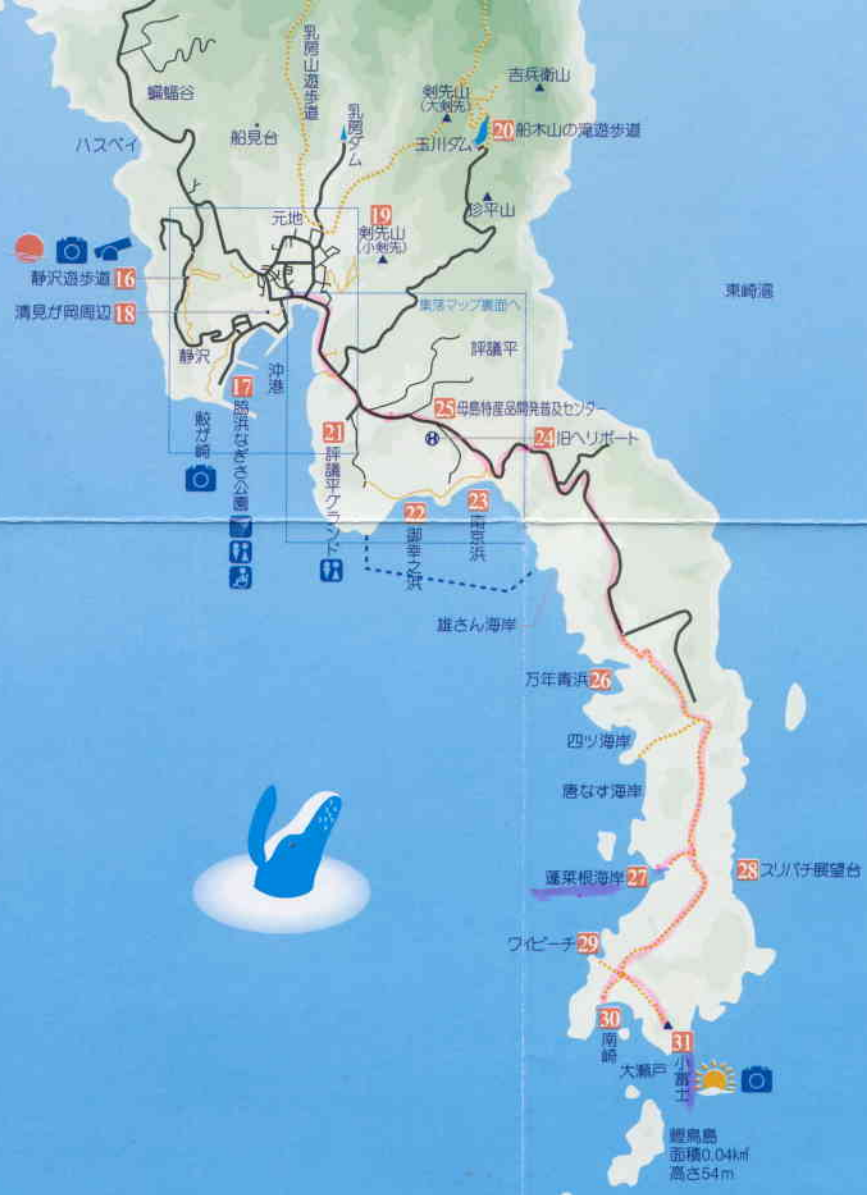 乳房山遊歩道
吉兵衛山
蝙蝠谷
剣先山
(大剣先)
船見台
乳房ダム
玉川ダム
20 船木山の滝遊歩道
ハスベイ
珍平山
元地
19
剣先山
(小剣先)
静沢遊歩道 16
東崎湾
清見が岡周辺 18
集落マップ裏面へ
静沢
沖港
評議平
17
脇浜なぎさ公園
鮫が崎
21
評議平グランド
25 母島特産品開発普及センター
H
24 旧ヘリポート
22
御幸之浜
23
南京浜
雄さん海岸
万年青浜 26
四ツ海岸
唐なす海岸
蓬莱根海岸 27
28 スリバチ展望台
ワイビーチ 29
30
南崎
31
小富士
大瀬戸
鰹鳥島
面積0.04k㎡
高さ54m